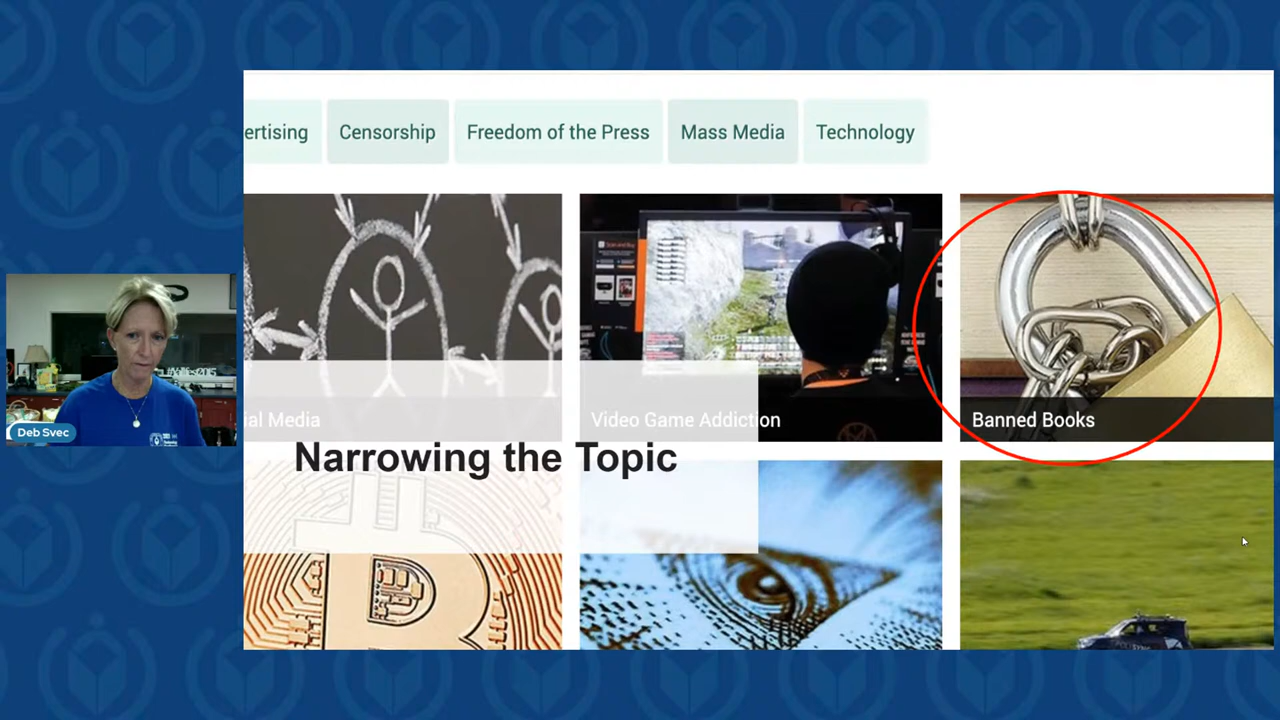 ertising
Censorship
Freedom of the Press
Mass Media
Technology
ial Media
Video Game Addiction
Banned Books
Narrowing the Topic
Deb Svec